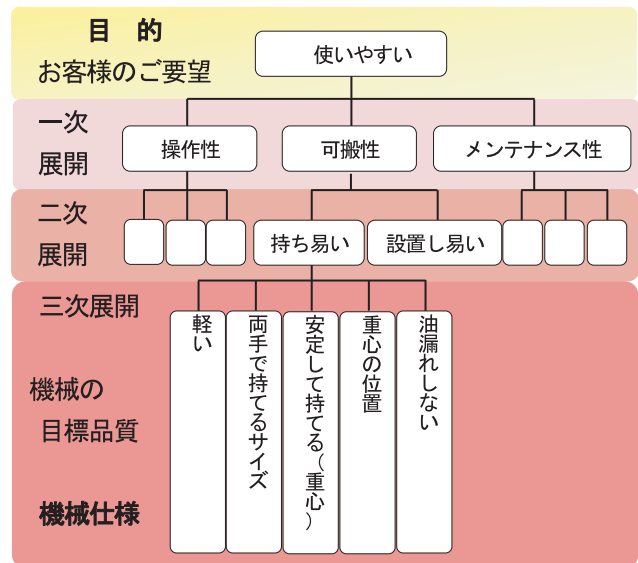 目 的
お客様のご要望
使いやすい
一次
展開
操作性
可搬性
メンテナンス性
二次
展開
持ち易い
設置し易い
三次展開
機械の
目標品質
機械仕様
軽い
両手で持てるサイズ
安定して持てる(重心)
重心の位置
油漏れしない